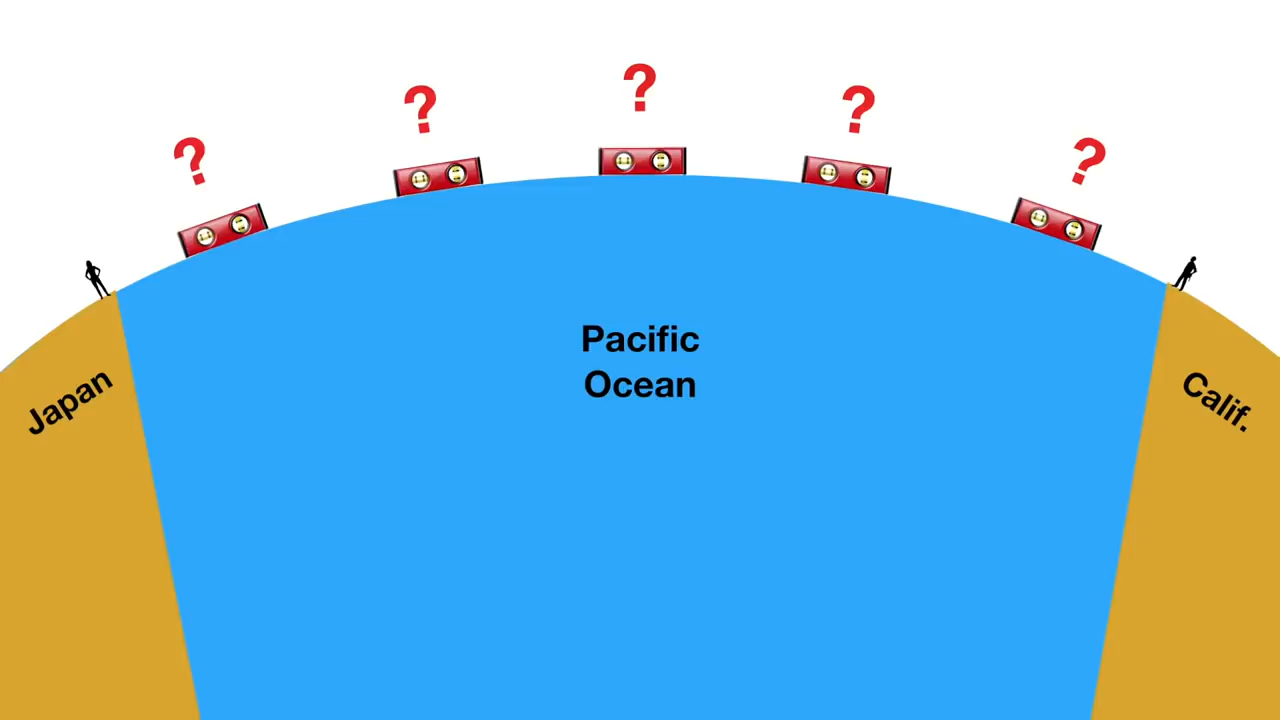 ? ? ? ? ?
Pacific
Ocean
Japan
Calif.